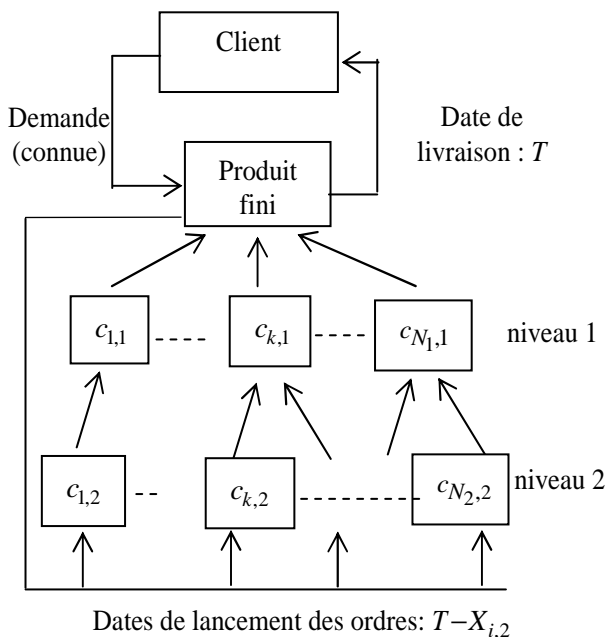 Client
Demande
(connue)
Date de
livraison : T
Produit
fini
c1,1
ck,1
cN1,1
niveau 1
c1,2
ck,2
cN2,2
niveau 2
Dates de lancement des ordres: T−Xi,2